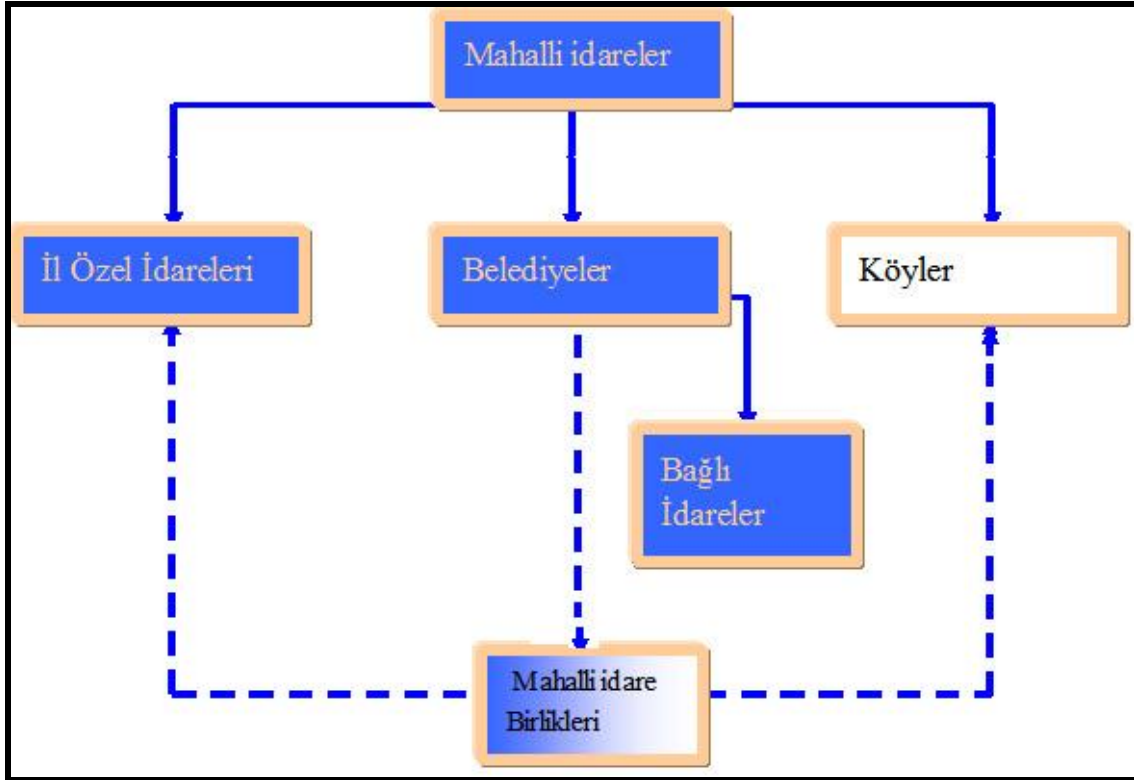 Mahalli idareler
İl Özel İdareleri
Belediyeler
Köyler
Bağlı
İdareler
Mahalli idare
Birlikleri